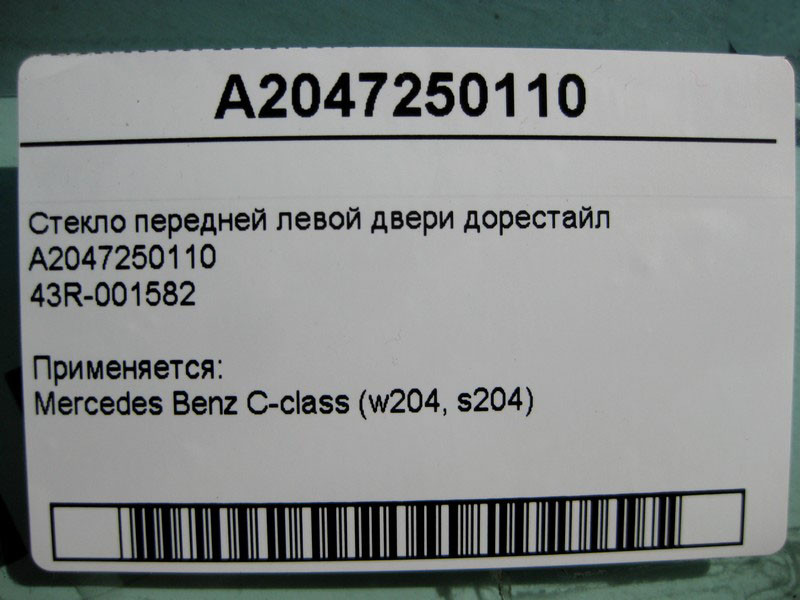 A2047250110
Стекло передней левой двери дорестайл
A2047250110
43R-001582
Применяется:
Mercedes Benz C-class (w204, s204)